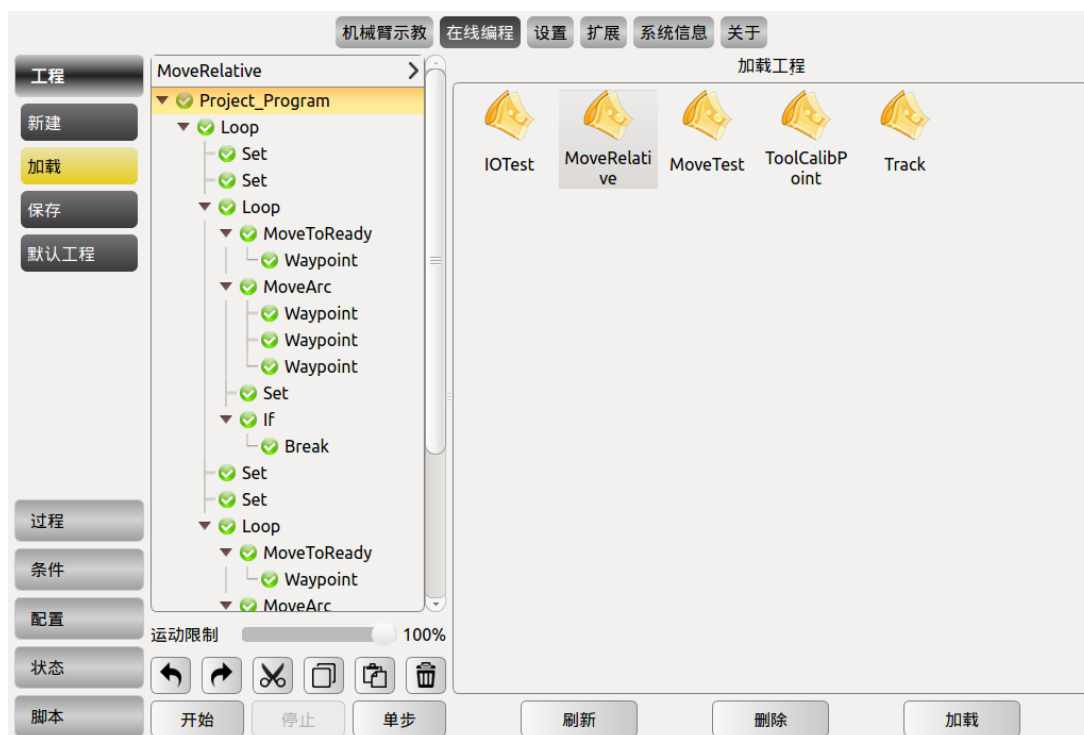 机械臂示教 在线编程 设置 扩展 系统信息 关于
工程
新建
加载
保存
默认工程
过程
条件
配置
状态
脚本
MoveRelative
Project_Program
Loop
Set
Set
Loop
MoveToReady
Waypoint
MoveArc
Waypoint
Waypoint
Waypoint
Set
If
Break
Set
Set
Loop
MoveToReady
Waypoint
MoveArc
运动限制 100%
开始 停止 单步
加载工程
IOTest MoveRelati MoveTest ToolCalibP Track
ve oint
刷新 删除 加载